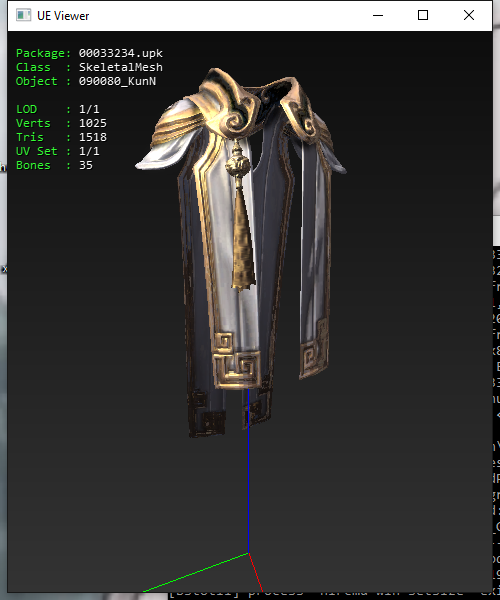 UE Viewer
Package: 00033234.upk
Class  : SkeletalMesh
Object : 090080_KunN
LOD    : 1/1
Verts  : 1025
Tris   : 1518
UV Set : 1/1
Bones  : 35